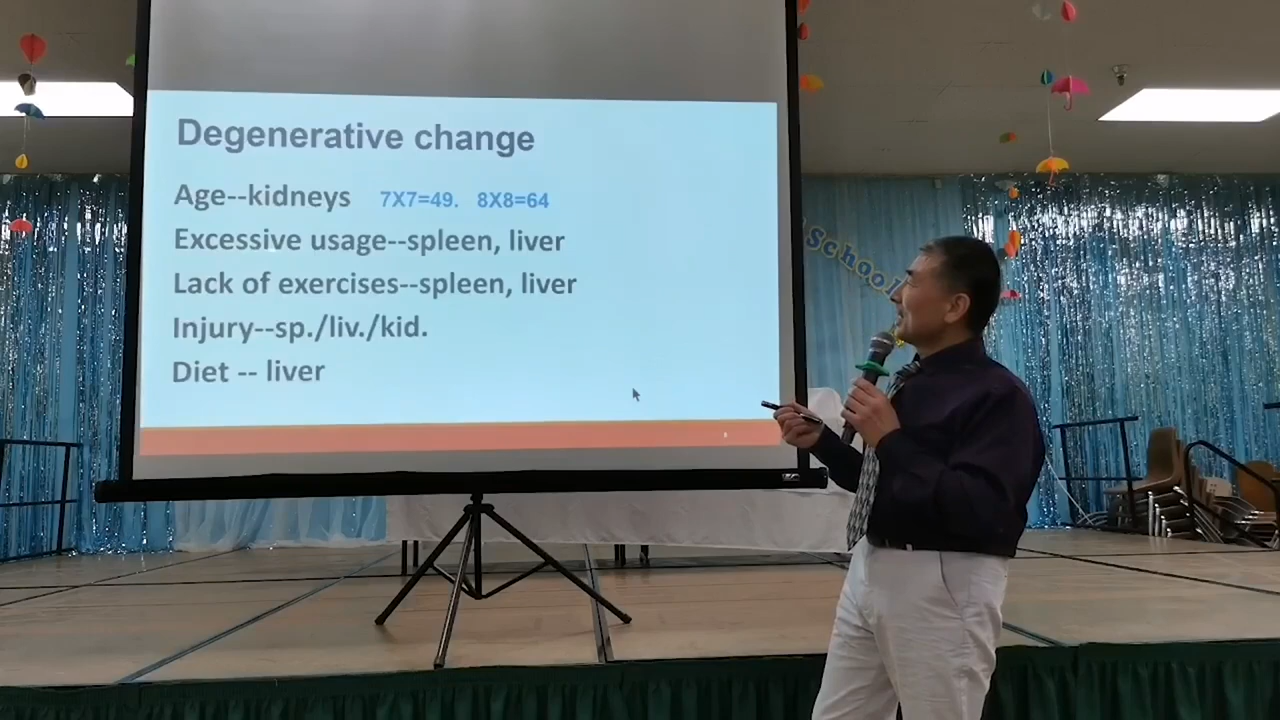 Degenerative change
Age--kidneys 7X7=49. 8X8=64
Excessive usage--spleen, liver
Lack of exercises--spleen, liver
Injury--sp./liv./kid.
Diet -- liver
School